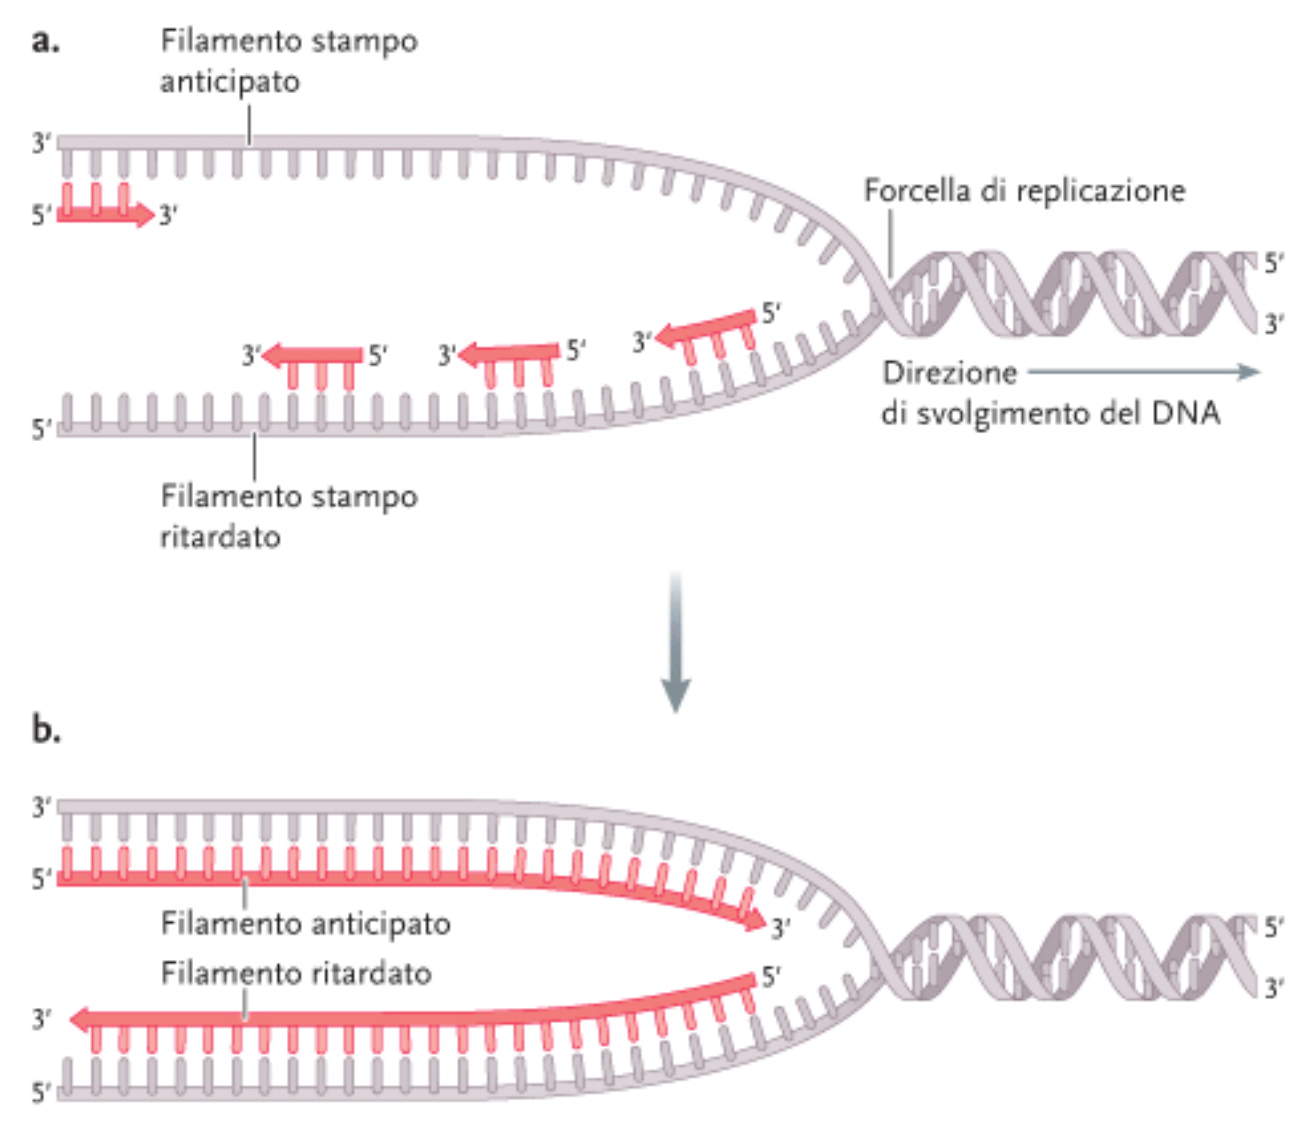 a.
Filamento stampo
anticipato
3'
5'
3'
Forcella di replicazione
5'
3'
5'
3'
3'
5'
3'
5'
Direzione
di svolgimento del DNA
5'
Filamento stampo
ritardato
b.
3'
5'
Filamento anticipato
3'
5'
Filamento ritardato
5'
3'
3'
5'